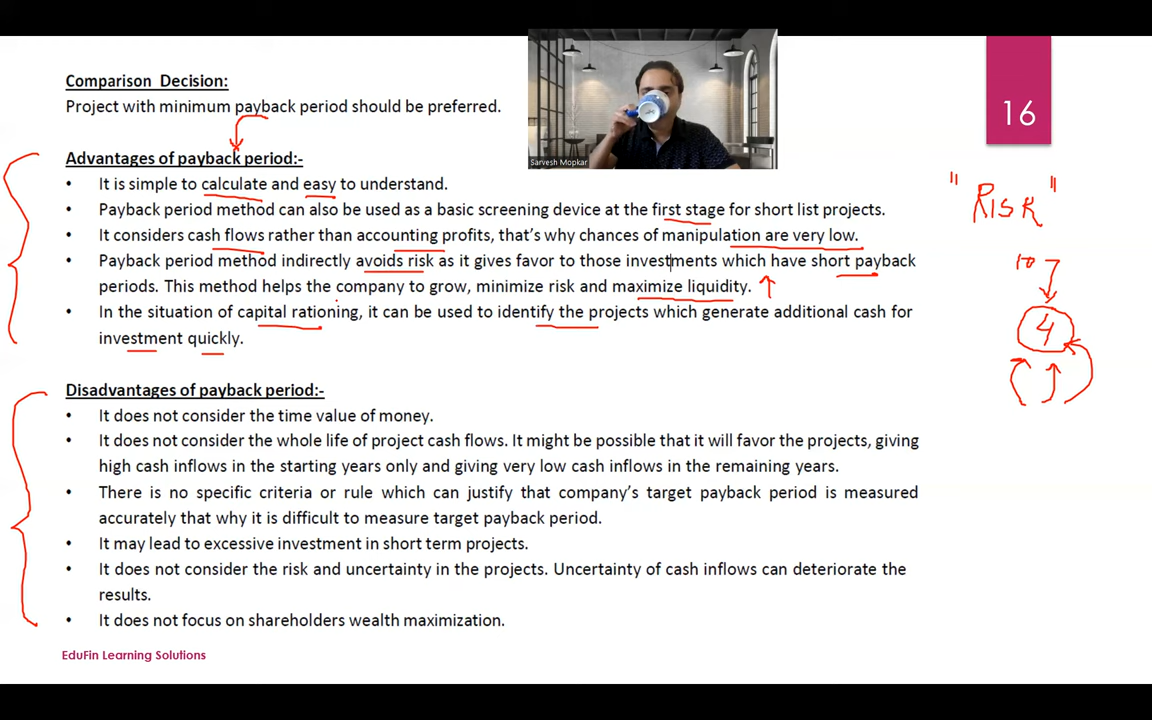 Comparison Decision:
Project with minimum payback period should be preferred.
16
Sarvesh Mopkar
Advantages of payback period:-
• It is simple to calculate and easy to understand.
• Payback period method can also be used as a basic screening device at the first stage for short list projects.
• It considers cash flows rather than accounting profits, that's why chances of manipulation are very low.
• Payback period method indirectly avoids risk as it gives favor to those investments which have short payback
periods. This method helps the company to grow, minimize risk and maximize liquidity.
• In the situation of capital rationing, it can be used to identify the projects which generate additional cash for
investment quickly.
"RISK"
10
4
Disadvantages of payback period:-
• It does not consider the time value of money.
• It does not consider the whole life of project cash flows. It might be possible that it will favor the projects, giving
high cash inflows in the starting years only and giving very low cash inflows in the remaining years.
• There is no specific criteria or rule which can justify that company's target payback period is measured
accurately that why it is difficult to measure target payback period.
• It may lead to excessive investment in short term projects.
• It does not consider the risk and uncertainty in the projects. Uncertainty of cash inflows can deteriorate the
results.
• It does not focus on shareholders wealth maximization.
EduFin Learning Solutions